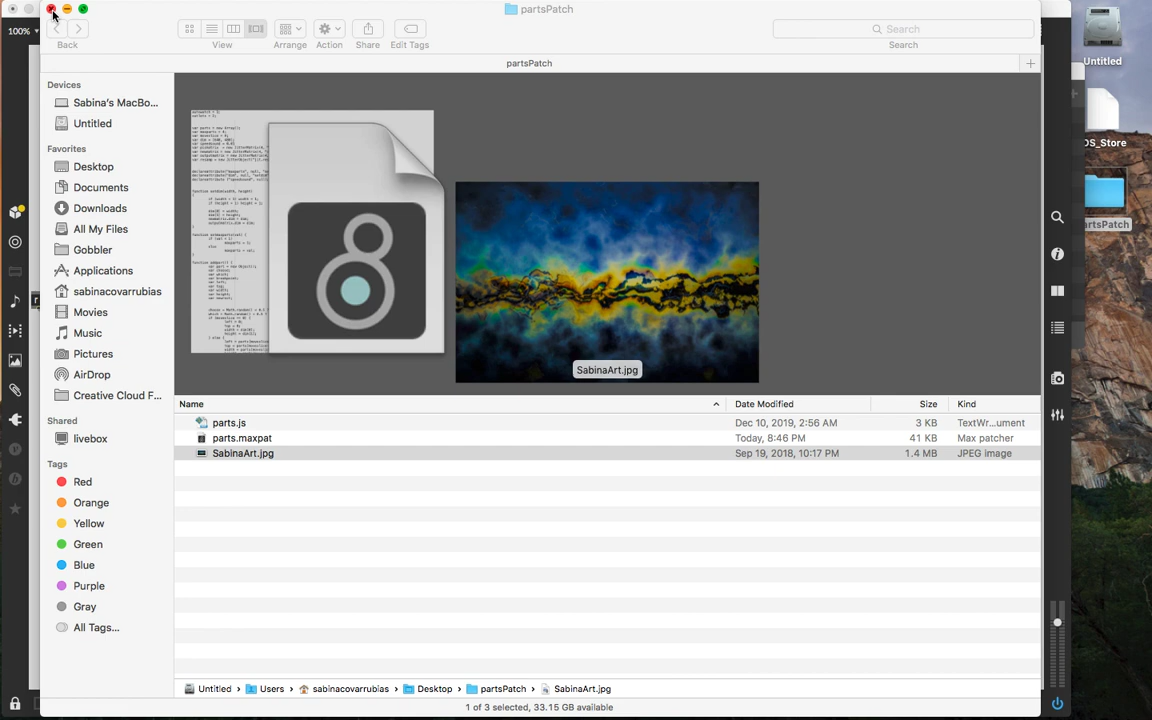 partsPatch
100%
Back
View
Arrange
Action
Share
Edit Tags
Search
Search
partsPatch
Untitled
Devices
Sabina's MacBo...
Untitled
DS_Store
Favorites
Desktop
Documents
Downloads
All My Files
Gobbler
Applications
sabinacovarrubias
Movies
Music
Pictures
AirDrop
Creative Cloud F...
Shared
livebox
Tags
Red
Orange
Yellow
Green
Blue
Purple
Gray
All Tags...
artsPatch
SabinaArt.jpg
Name Date Modified Size Kind
parts.js Dec 10, 2019, 2:56 AM 3 KB TextWr...ument
parts.maxpat Today, 8:46 PM 41 KB Max patcher
SabinaArt.jpg Sep 19, 2018, 10:17 PM 1.4 MB JPEG image
Untitled › Users › sabinacovarrubias › Desktop › partsPatch › SabinaArt.jpg
1 of 3 selected, 33.15 GB available